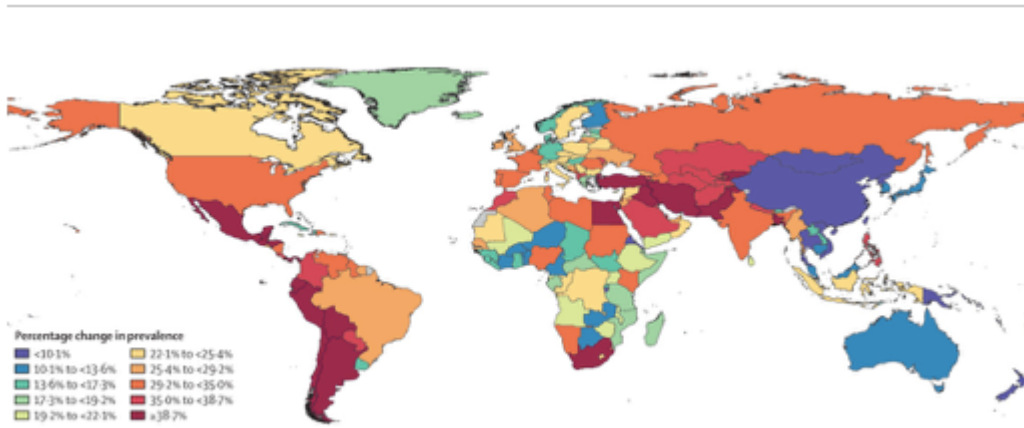 Percentage change in prevalence
<10·1%
10·1% to <13·6%
13·6% to <17·3%
17·3% to <19·2%
19·2% to <22·1%
22·1% to <25·4%
25·4% to <29·2%
29·2% to <35·0%
35·0% to <38·7%
≥38·7%